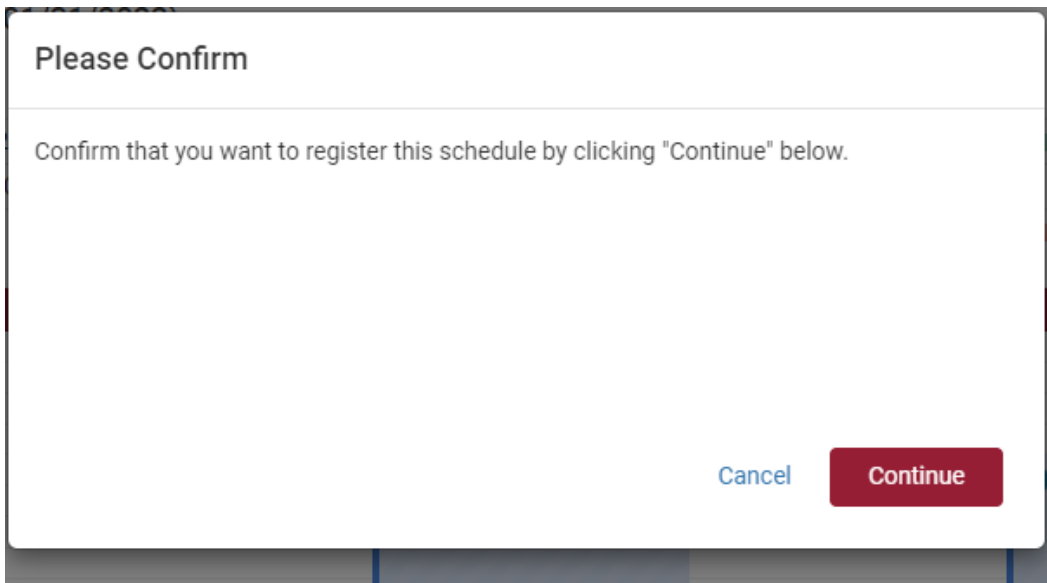 Please Confirm
Confirm that you want to register this schedule by clicking "Continue" below.
Cancel
Continue